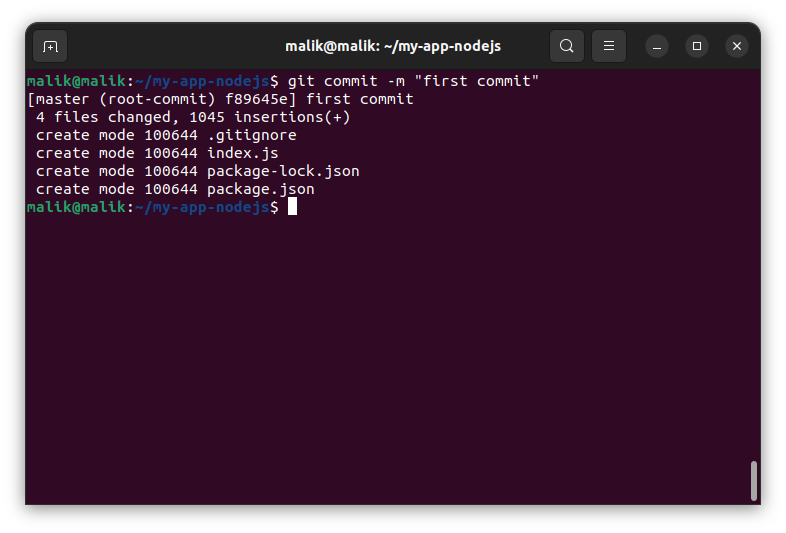 malik@malik: ~/my-app-nodejs
malik@malik:~/my-app-nodejs$ git commit -m "first commit"
[master (root-commit) f89645e] first commit
 4 files changed, 1045 insertions(+)
 create mode 100644 .gitignore
 create mode 100644 index.js
 create mode 100644 package-lock.json
 create mode 100644 package.json
malik@malik:~/my-app-nodejs$